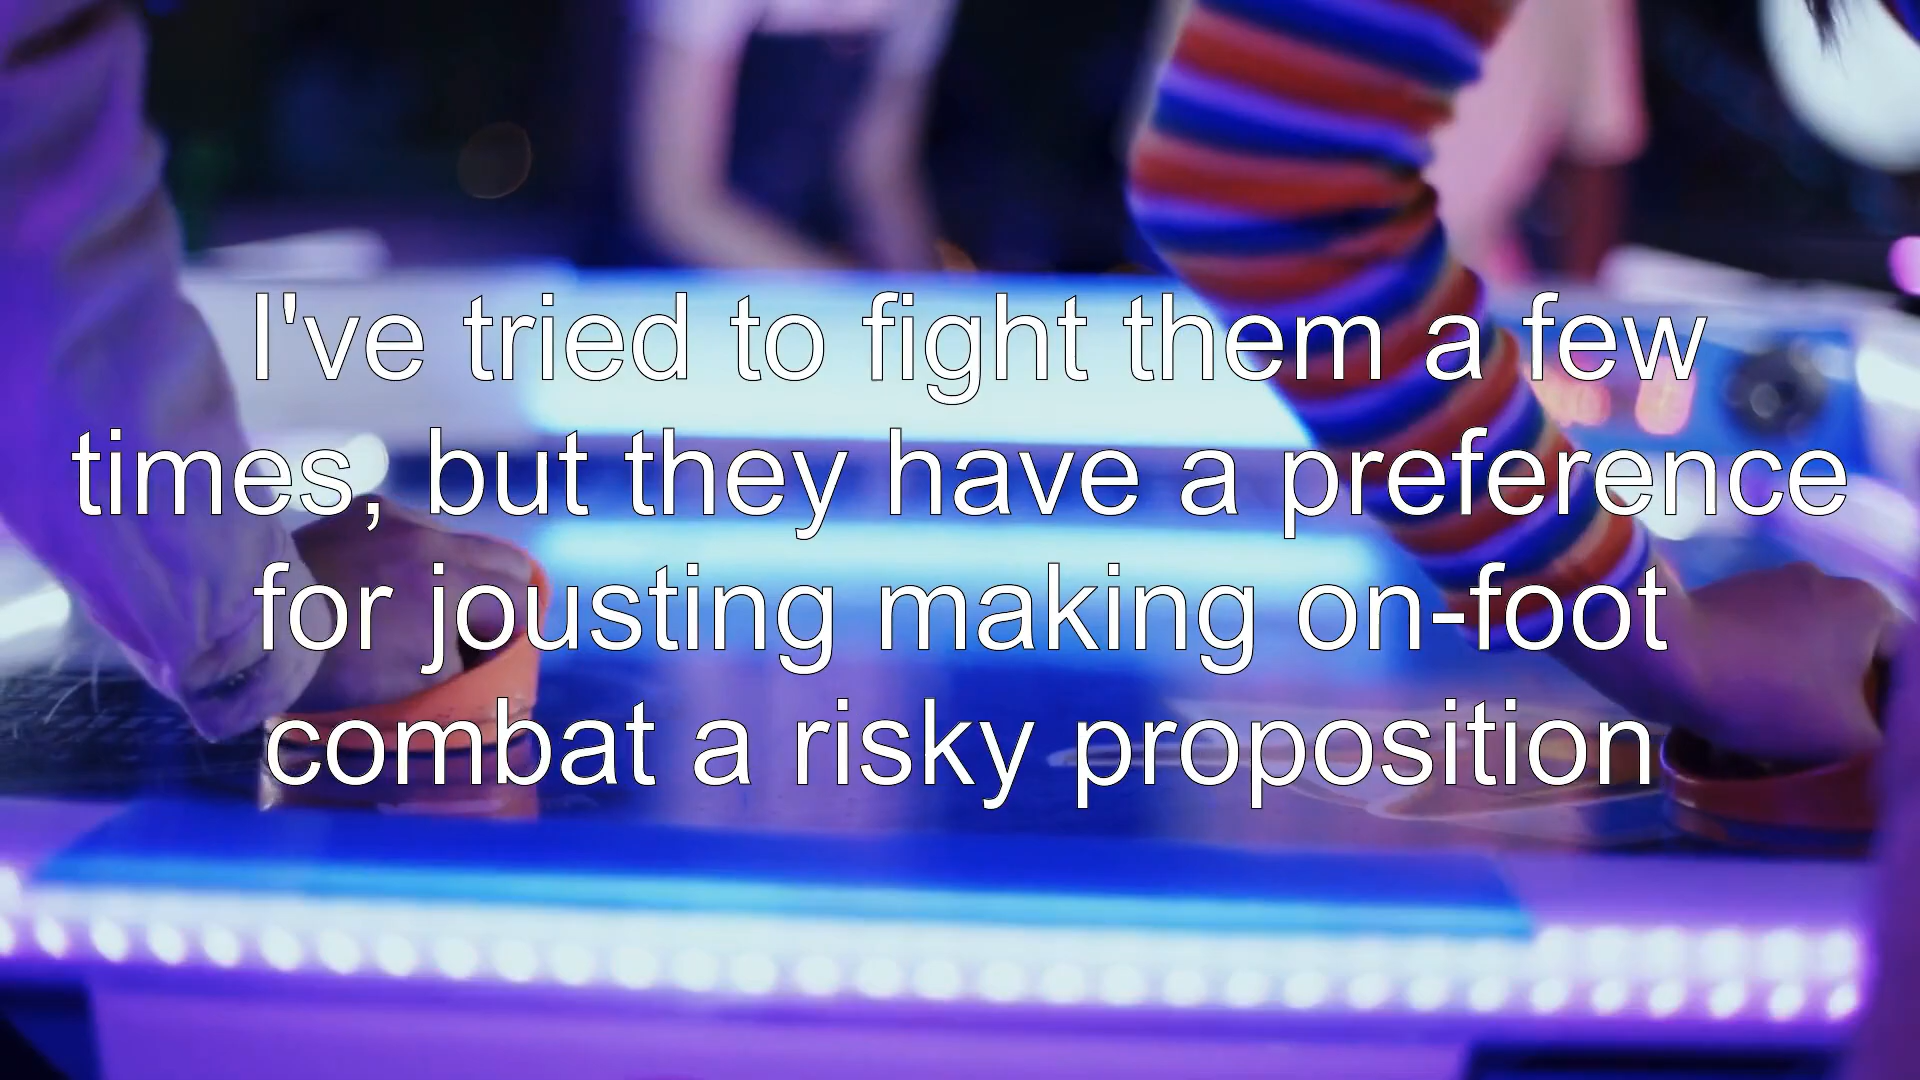 I've tried to fight them a few
times, but they have a preference
for jousting making on-foot
combat a risky proposition